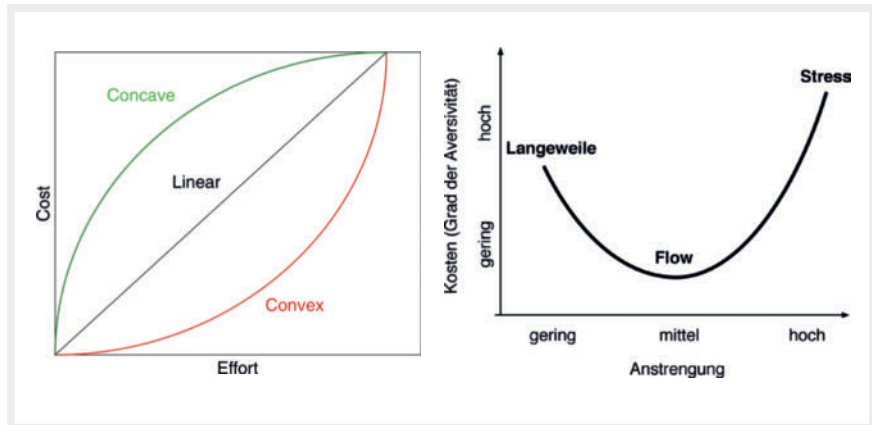 Concave
Linear
Convex
Cost
Effort
Kosten (Grad der Aversivität)
hoch
gering
Stress
Langeweile
Flow
gering mittel hoch
Anstrengung